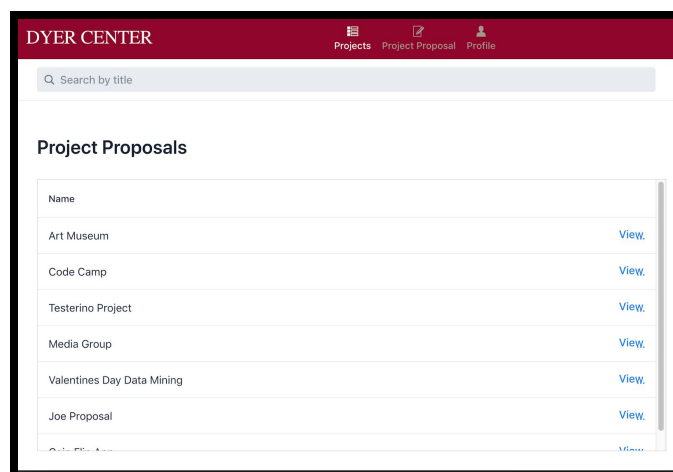 DYER CENTER
Projects Project Proposal Profile
Search by title
Project Proposals
Name
Art Museum View.
Code Camp View.
Testerino Project View.
Media Group View.
Valentines Day Data Mining View.
Joe Proposal View.